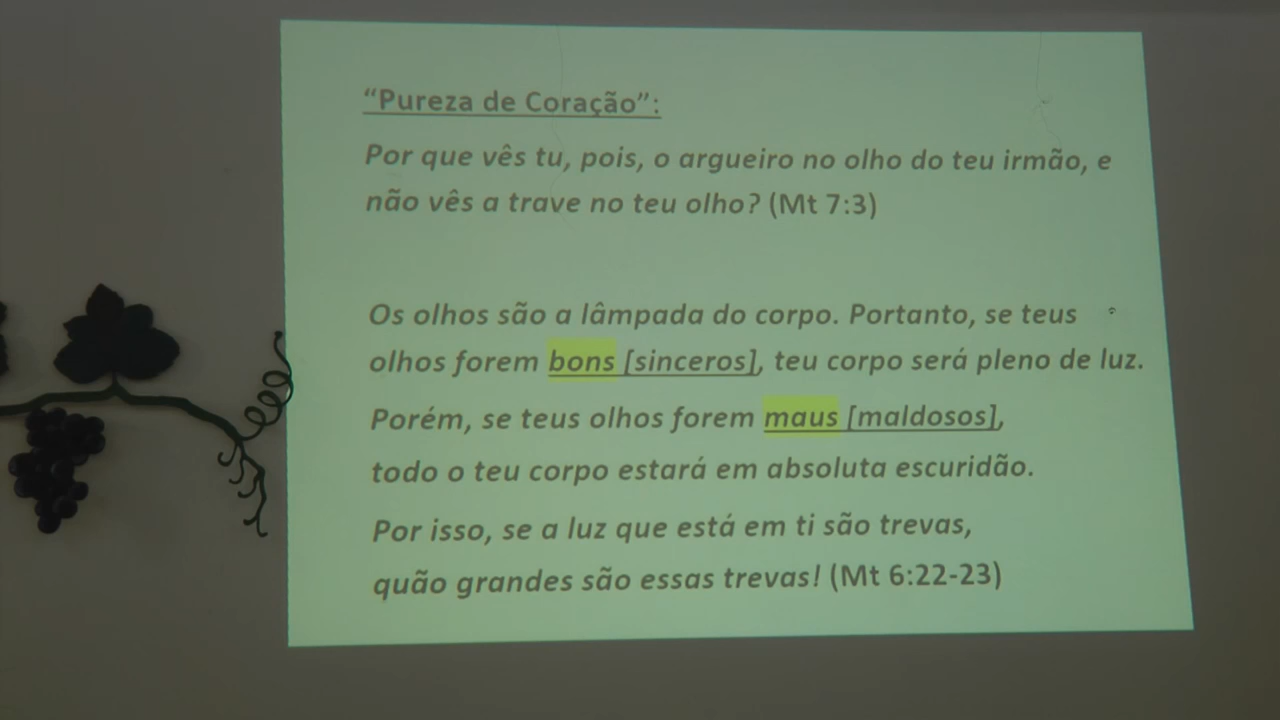 “Pureza de Coração”:
Por que vês tu, pois, o argueiro no olho do teu irmão, e
não vês a trave no teu olho? (Mt 7:3)
Os olhos são a lâmpada do corpo. Portanto, se teus
olhos forem bons [sinceros], teu corpo será pleno de luz.
Porém, se teus olhos forem maus [maldosos],
todo o teu corpo estará em absoluta escuridão.
Por isso, se a luz que está em ti são trevas,
quão grandes são essas trevas! (Mt 6:22-23)